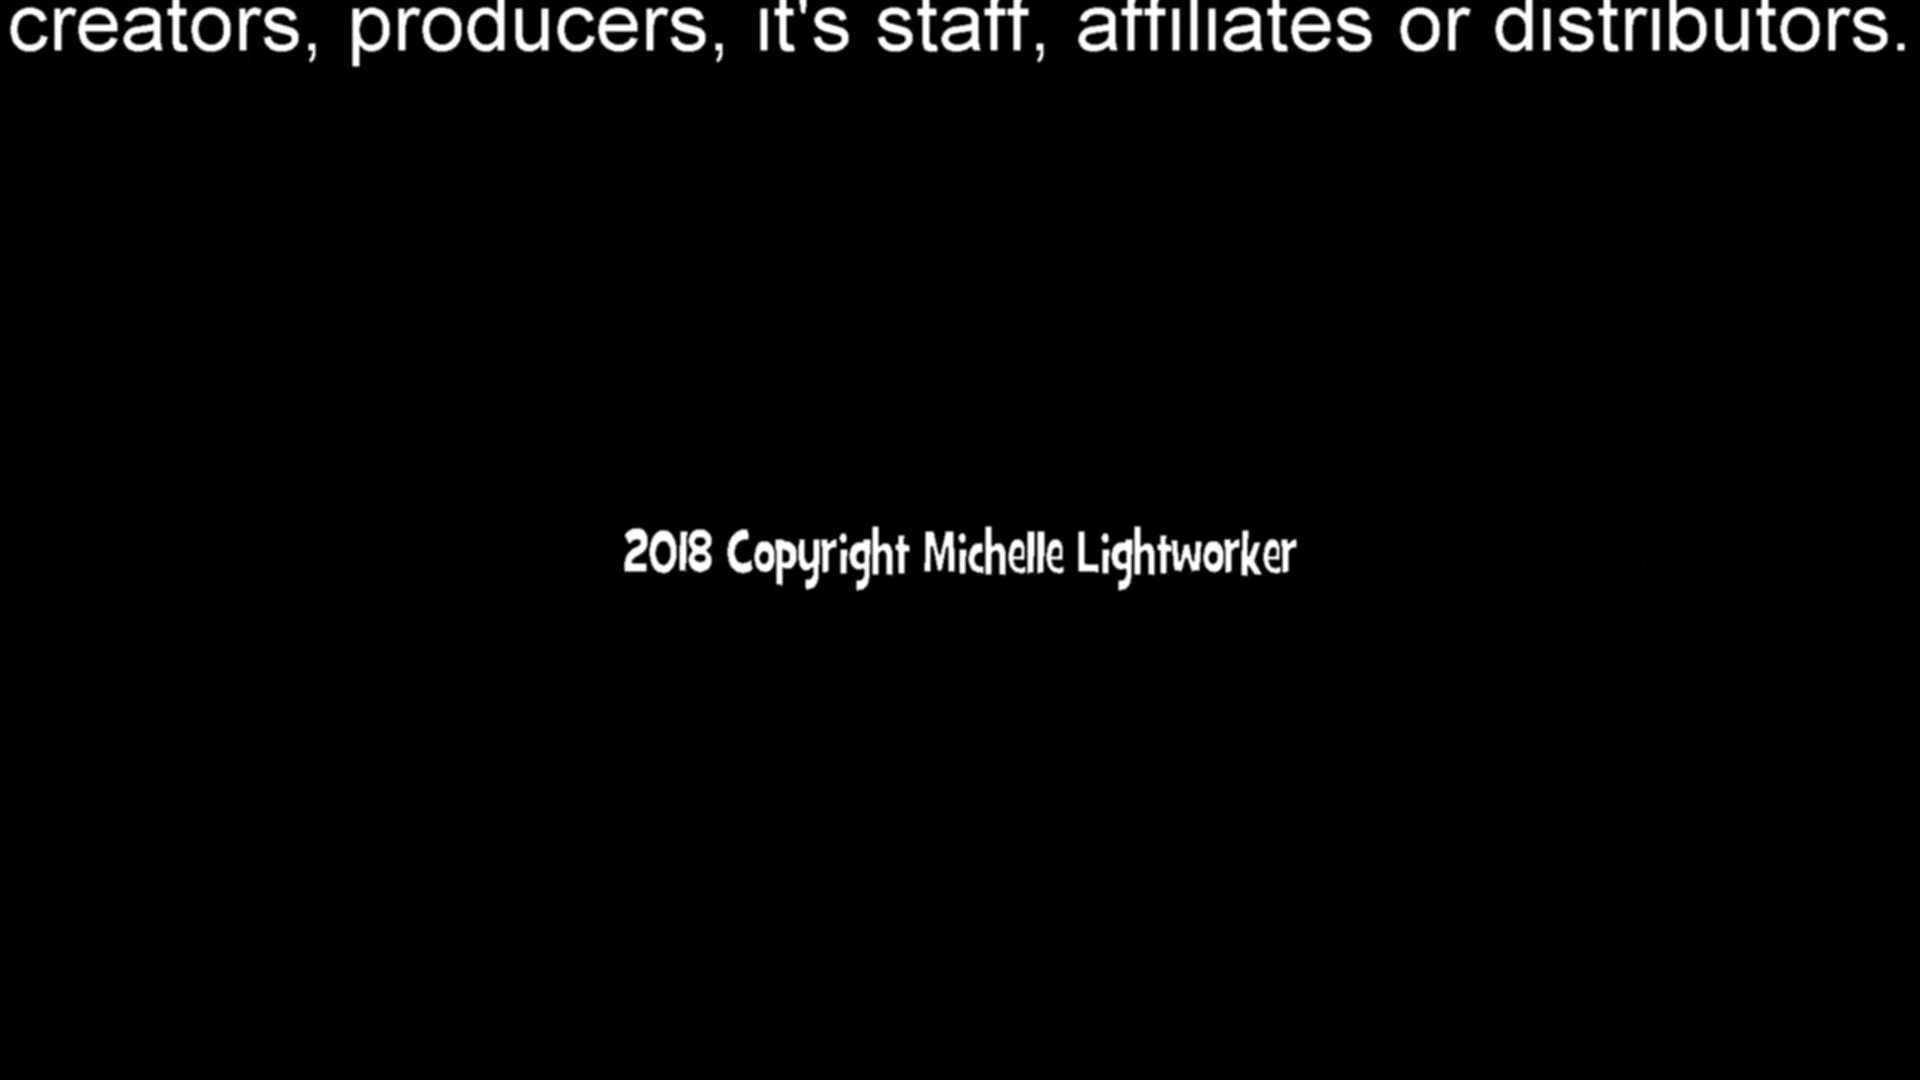 creators, producers, it's staff, affiliates or distributors.
2018 Copyright Michelle Lightworker